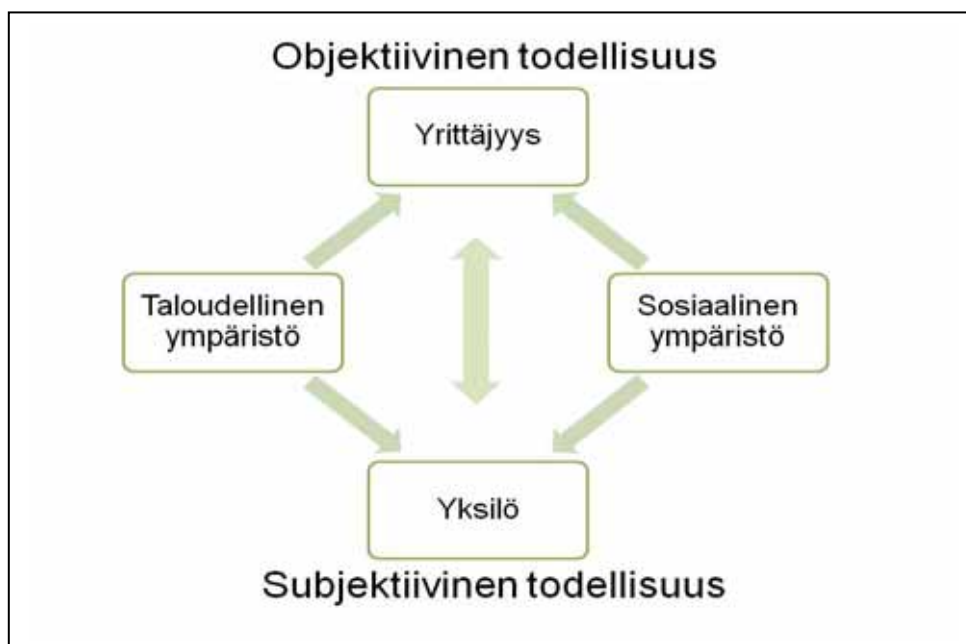 Objektiivinen todellisuus
Yrittäjyys
Taloudellinen
ympäristö
Sosiaalinen
ympäristö
Yksilö
Subjektiivinen todellisuus